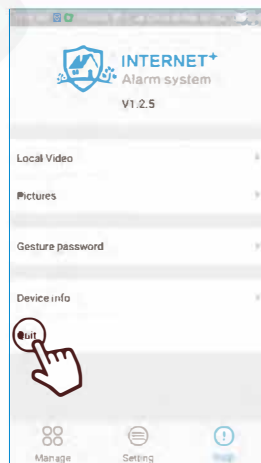 INTERNET+
Alarm system
V1.2.5
Local Video
Pictures
Gesture password
Device info
Quit
Manage
Setting